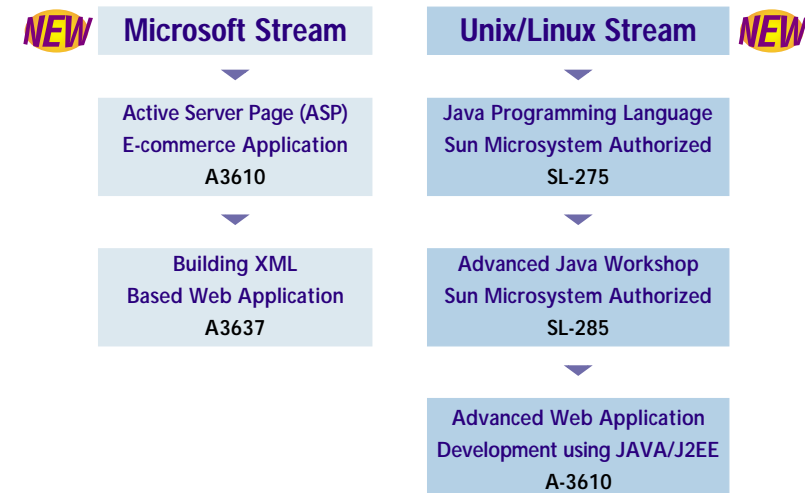 NEW
Microsoft Stream
Active Server Page (ASP)
E-commerce Application
A3610
Building XML
Based Web Application
A3637
Unix/Linux Stream
NEW
Java Programming Language
Sun Microsystem Authorized
SL-275
Advanced Java Workshop
Sun Microsystem Authorized
SL-285
Advanced Web Application
Development using JAVA/J2EE
A-3610